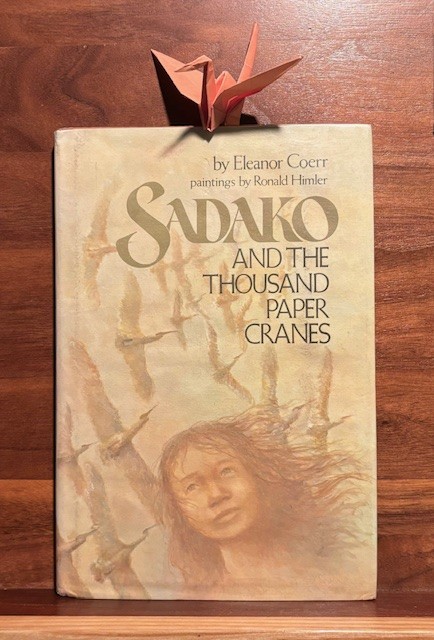 by Eleanor Coerr
paintings by Ronald Himler
SADAKO
AND THE
THOUSAND
PAPER
CRANES